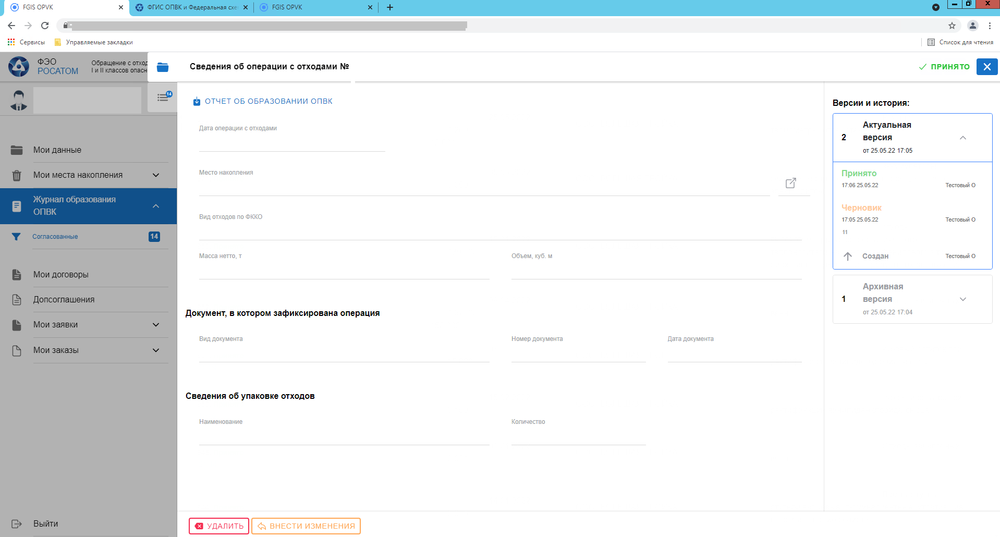 FGIS OPVK
ФГИС ОПВК и Федеральная схе
FGIS OPVK
Сервисы
Управляемые закладки
Список для чтения
ФЭО
РОСАТОМ
Обращение с отход
I и II классов опасн
Сведения об операции с отходами №
ПРИНЯТО
14
Мои данные
Мои места накопления
Журнал образования
ОПВК
Согласованные
14
Мои договоры
Допсоглашения
Мои заявки
Мои заказы
Выйти
ОТЧЕТ ОБ ОБРАЗОВАНИИ ОПВК
Дата операции с отходами
Место накопления
Вид отходов по ФККО
Масса нетто, т
Объем, куб. м
Документ, в котором зафиксирована операция
Вид документа
Номер документа
Дата документа
Сведения об упаковке отходов
Наименование
Количество
УДАЛИТЬ
ВНЕСТИ ИЗМЕНЕНИЯ
Версии и история:
2
Актуальная
версия
от 25.05.22 17:05
Принято
17:06 25.05.22
Тестовый О
Черновик
17:05 25.05.22
Тестовый О
11
Создан
Тестовый О
1
Архивная
версия
от 25.05.22 17:04